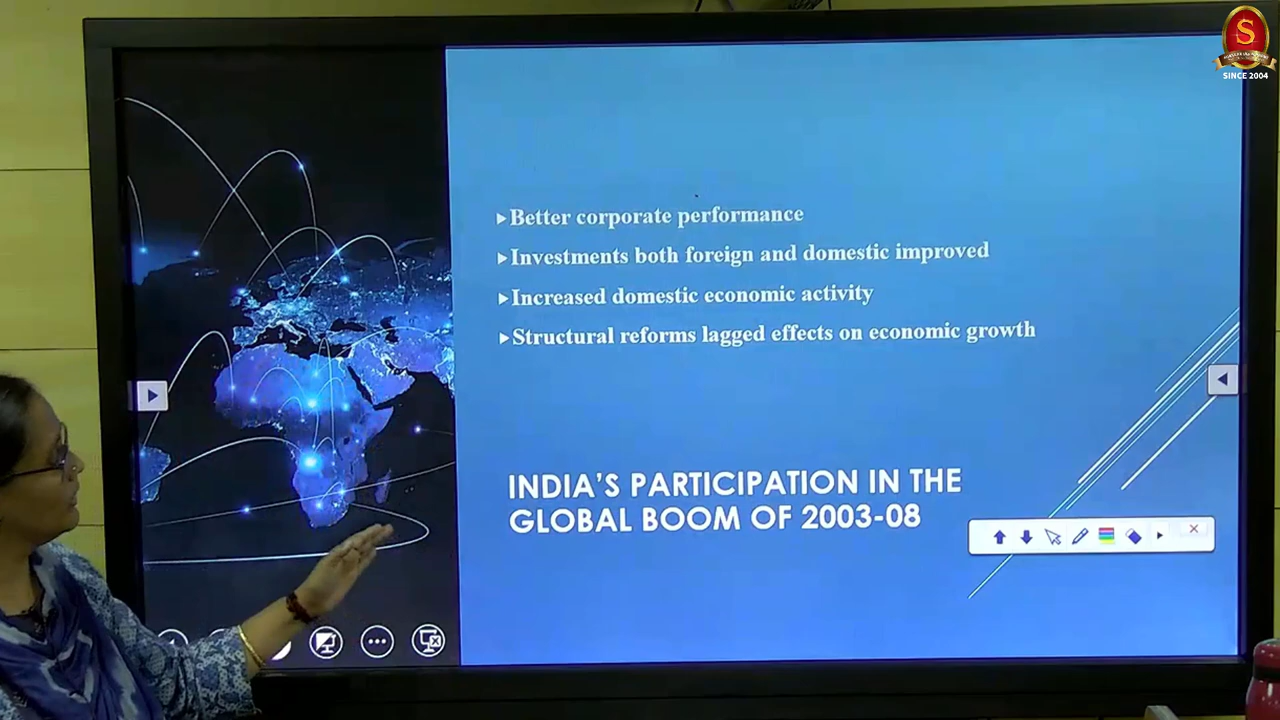 S
SINCE 2004
▸Better corporate performance
▸Investments both foreign and domestic improved
▸Increased domestic economic activity
▸Structural reforms lagged effects on economic growth
INDIA'S PARTICIPATION IN THE
GLOBAL BOOM OF 2003-08